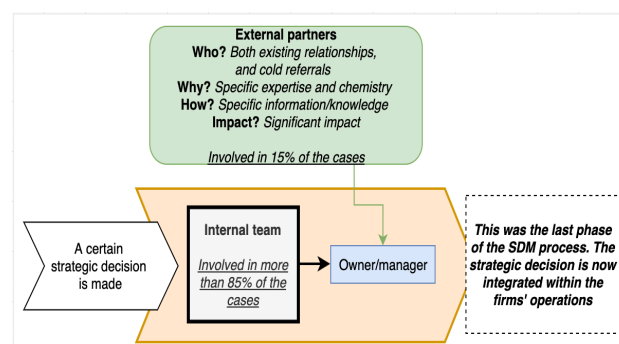 External partners
Who? Both existing relationships,
and cold referrals
Why? Specific expertise and chemistry
How? Specific information/knowledge
Impact? Significant impact
Involved in 15% of the cases
A certain
strategic decision
is made
Internal team
Involved in more
than 85% of the
cases
Owner/manager
This was the last phase
of the SDM process. The
strategic decision is now
integrated within the
firms' operations